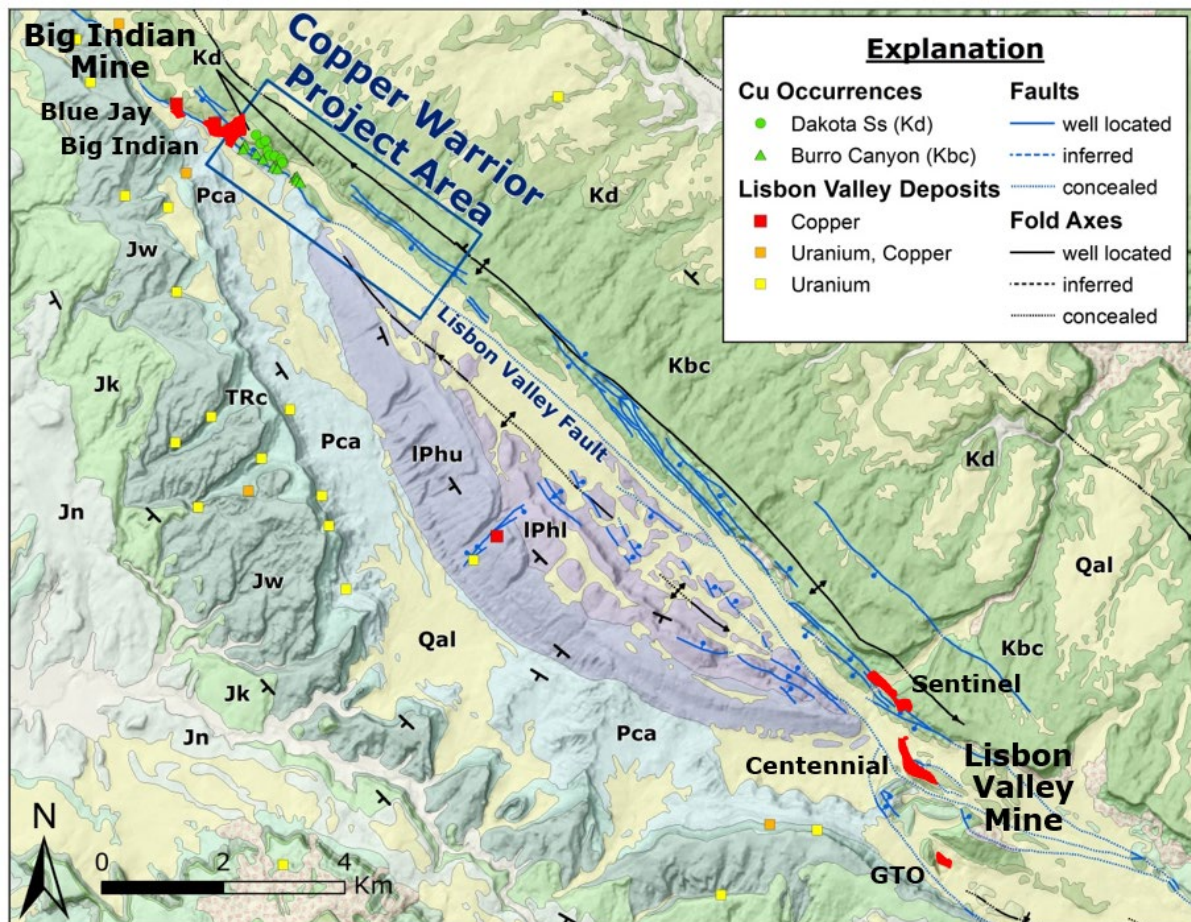 Big Indian
Mine
Kd
Blue Jay
Big Indian
Copper Warrior
Project Area
Explanation
Cu Occurrences
Dakota Ss (Kd)
Burro Canyon (Kbc)
Lisbon Valley Deposits
Copper
Uranium, Copper
Uranium
Faults
well located
inferred
concealed
Fold Axes
well located
inferred
concealed
Pca
Kd
Jw
Lisbon Valley Fault
Kbc
Jk
TRc
Pca
lPhu
Kd
Jn
lPhl
Jw
Qal
Qal
Kbc
Jk
Sentinel
Jn
Pca
Centennial
Lisbon
Valley
Mine
GTO
N
0 2 4
Km